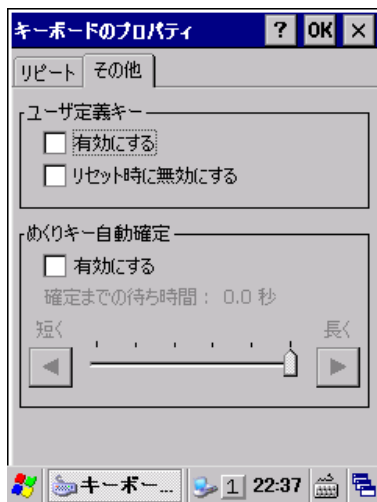 キーボードのプロパティ ? OK ×
リピート その他
ユーザ定義キー
有効にする
リセット時に無効にする
めくりキー自動確定
有効にする
確定までの待ち時間： 0.0 秒
短く 長く
キーボー... 1 22:37